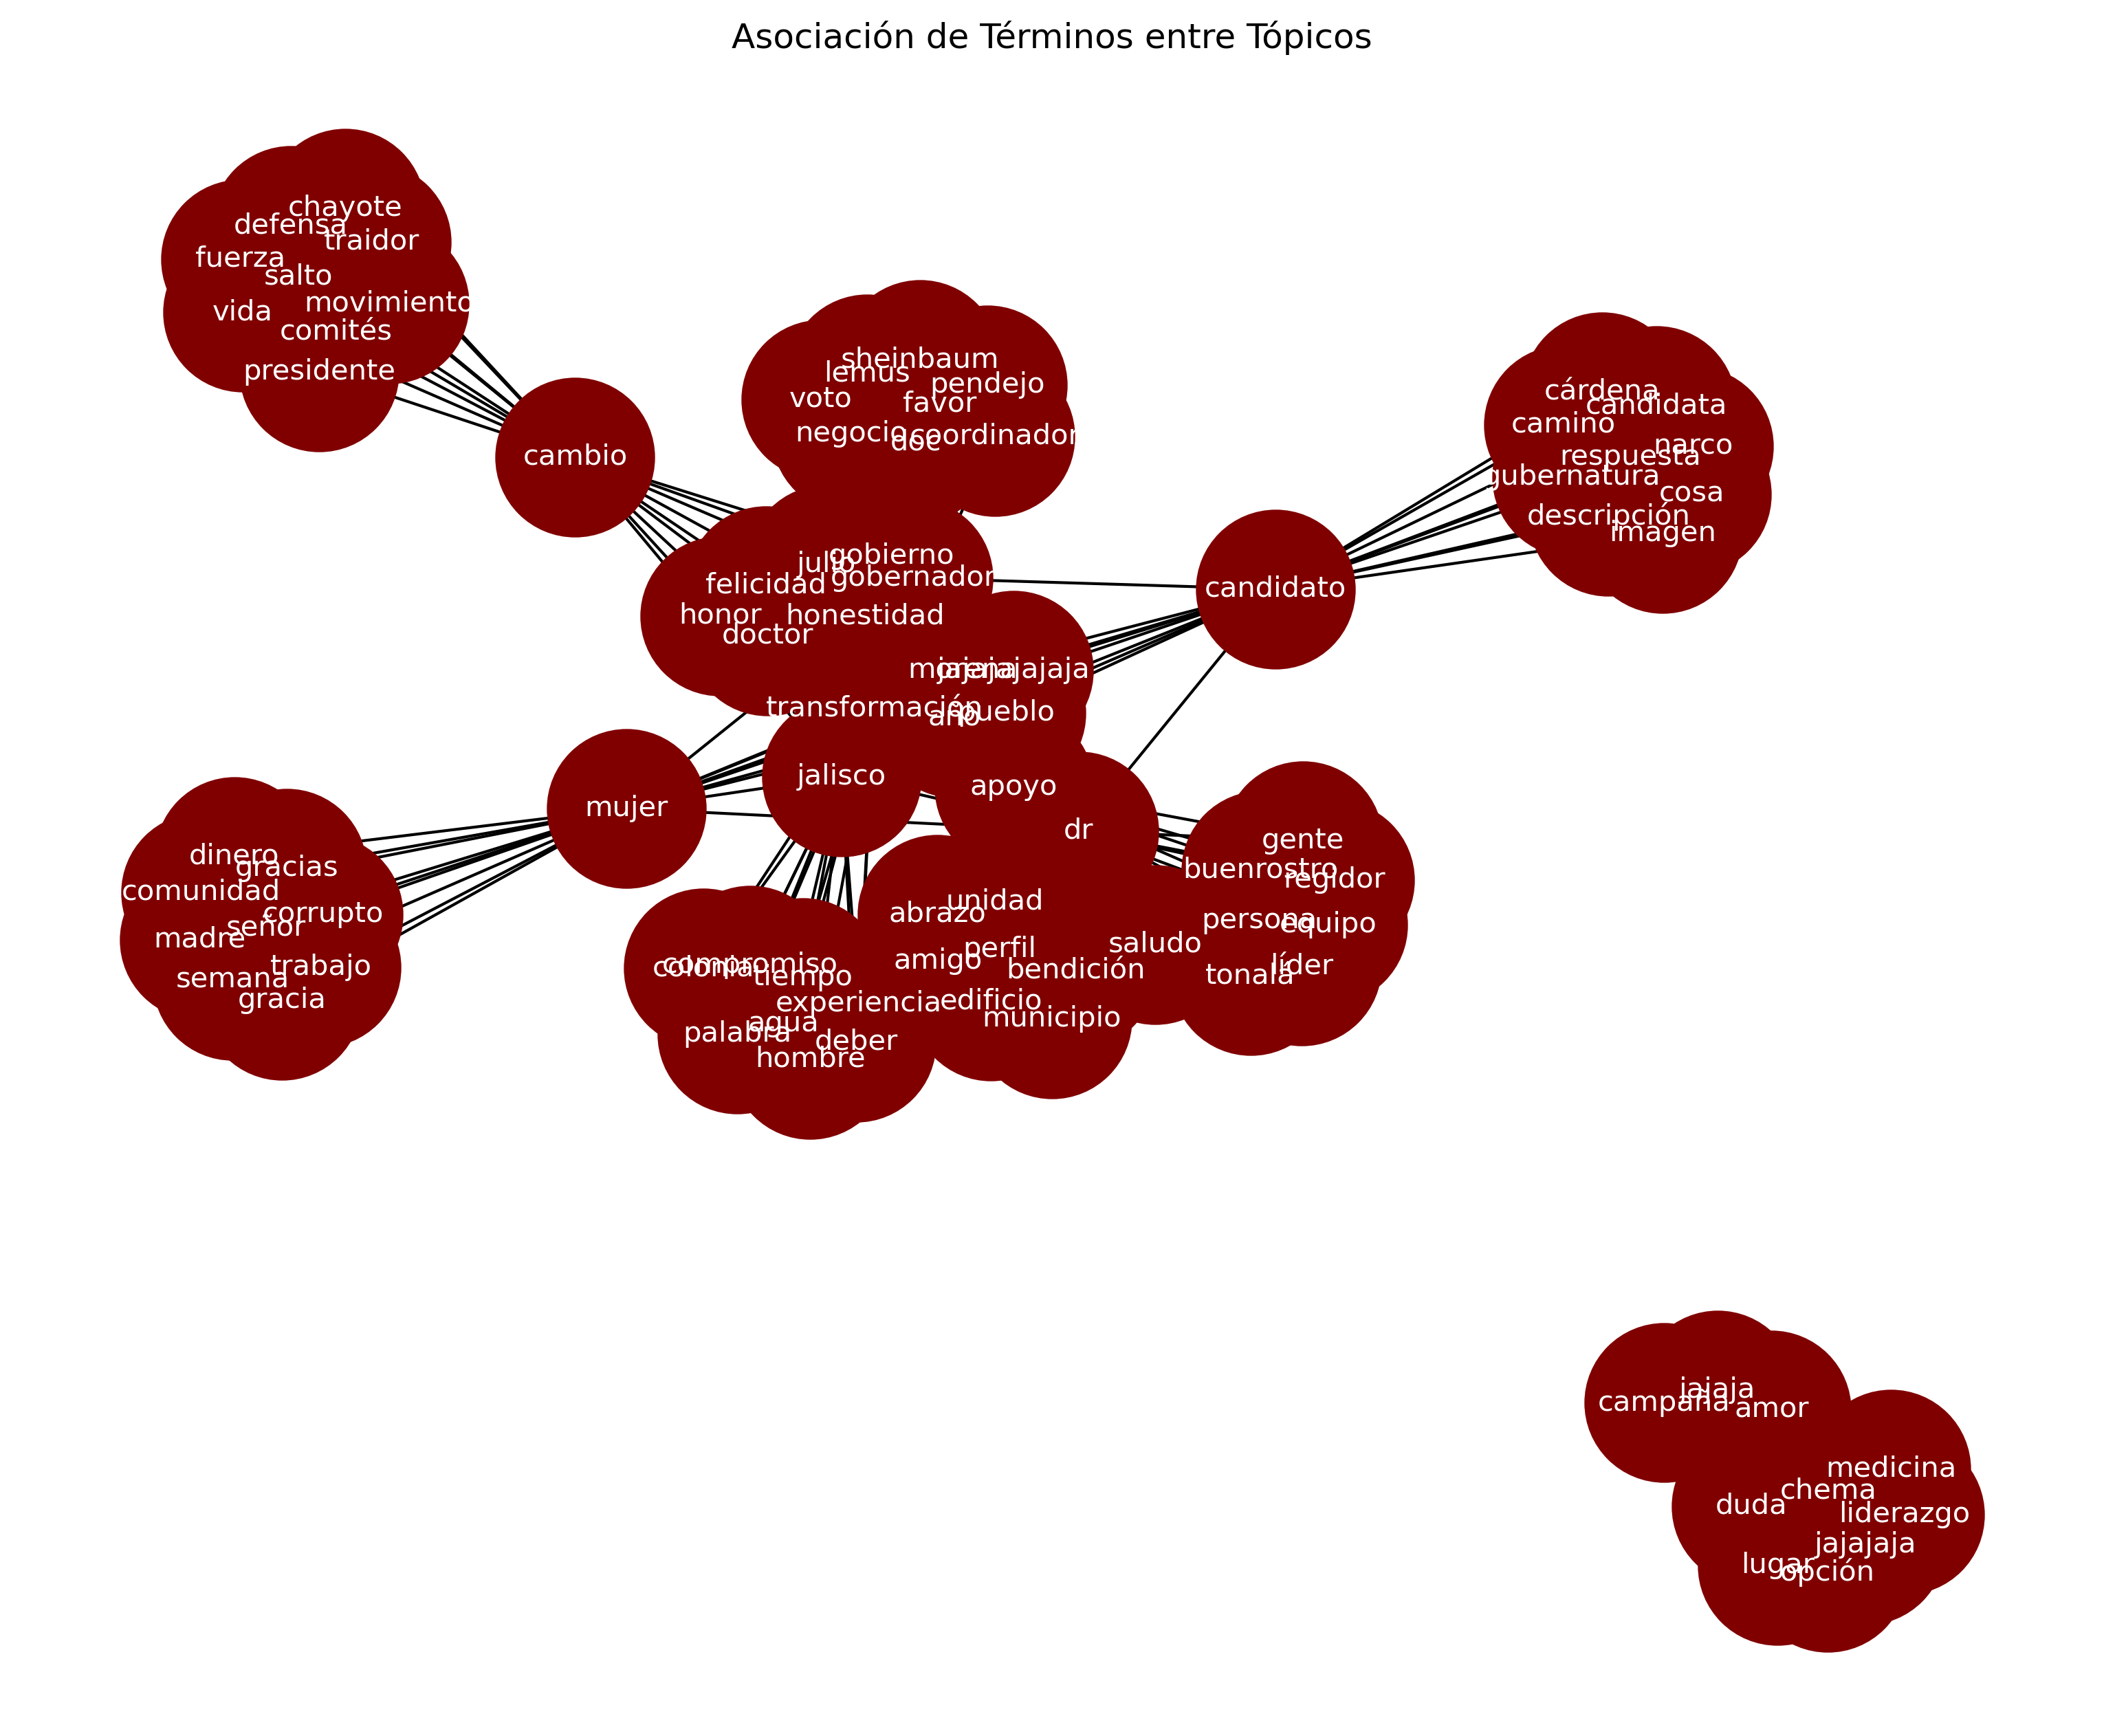 Asociación de Términos entre Tópicos
chayote
defensa
traidor
fuerza
salto
movimiento
vida
comités
presidente
cambio
sheinbaum
lemus
pendejo
voto
favor
negocio
coordinador
doc
cárdena
candidata
camino
narco
respuesta
gubernatura
cosa
descripción
imagen
gobierno
julio
gobernador
felicidad
honor
honestidad
doctor
candidato
morena
jajajajajaja
transformación
año
pueblo
jalisco
apoyo
mujer
dr
dinero
gracias
comunidad
corrupto
señor
madre
trabajo
semana
gracia
gente
buenrostro
regidor
persona
equipo
líder
tonalá
saludo
unidad
abrazo
perfil
amigo
bendición
edificio
municipio
compromiso
colonia
tiempo
experiencia
agua
palabra
deber
hombre
jajaja
campaña
amor
medicina
chema
duda
liderazgo
jajajaja
lugar
opción